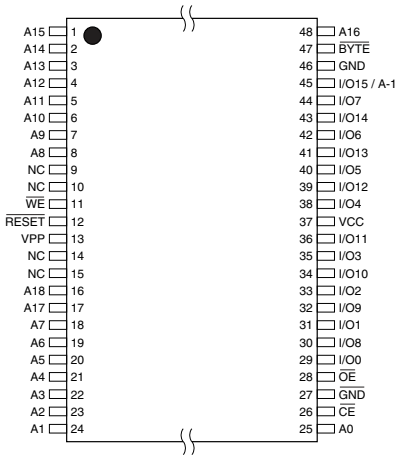 A15 1 48 A16
A14 2 47 BYTE
A13 3 46 GND
A12 4 45 I/O15 / A-1
A11 5 44 I/O7
A10 6 43 I/O14
A9 7 42 I/O6
A8 8 41 I/O13
NC 9 40 I/O5
NC 10 39 I/O12
WE 11 38 I/O4
RESET 12 37 VCC
VPP 13 36 I/O11
NC 14 35 I/O3
NC 15 34 I/O10
A18 16 33 I/O2
A17 17 32 I/O9
A7 18 31 I/O1
A6 19 30 I/O8
A5 20 29 I/O0
A4 21 28 OE
A3 22 27 GND
A2 23 26 CE
A1 24 25 A0